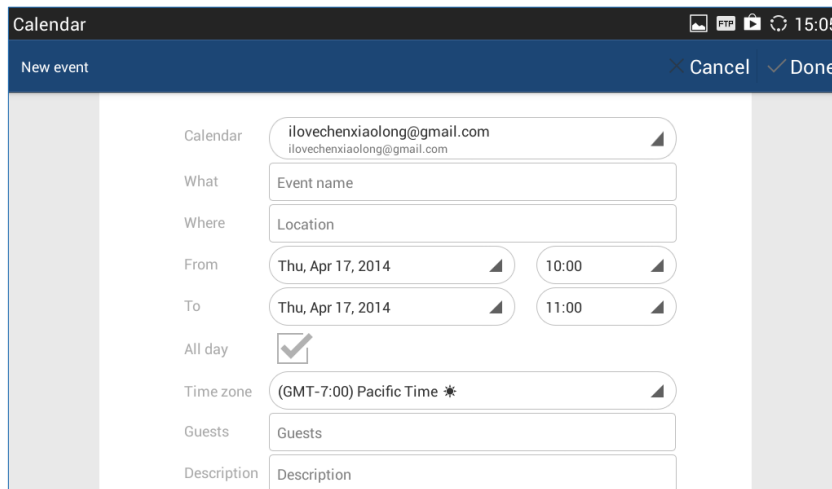 Calendar FTP 15:05
New event Cancel Done
Calendar ilovechenxiaolong@gmail.com
ilovechenxiaolong@gmail.com
What Event name
Where Location
From Thu, Apr 17, 2014 10:00
To Thu, Apr 17, 2014 11:00
All day
Time zone (GMT-7:00) Pacific Time ☀
Guests Guests
Description Description